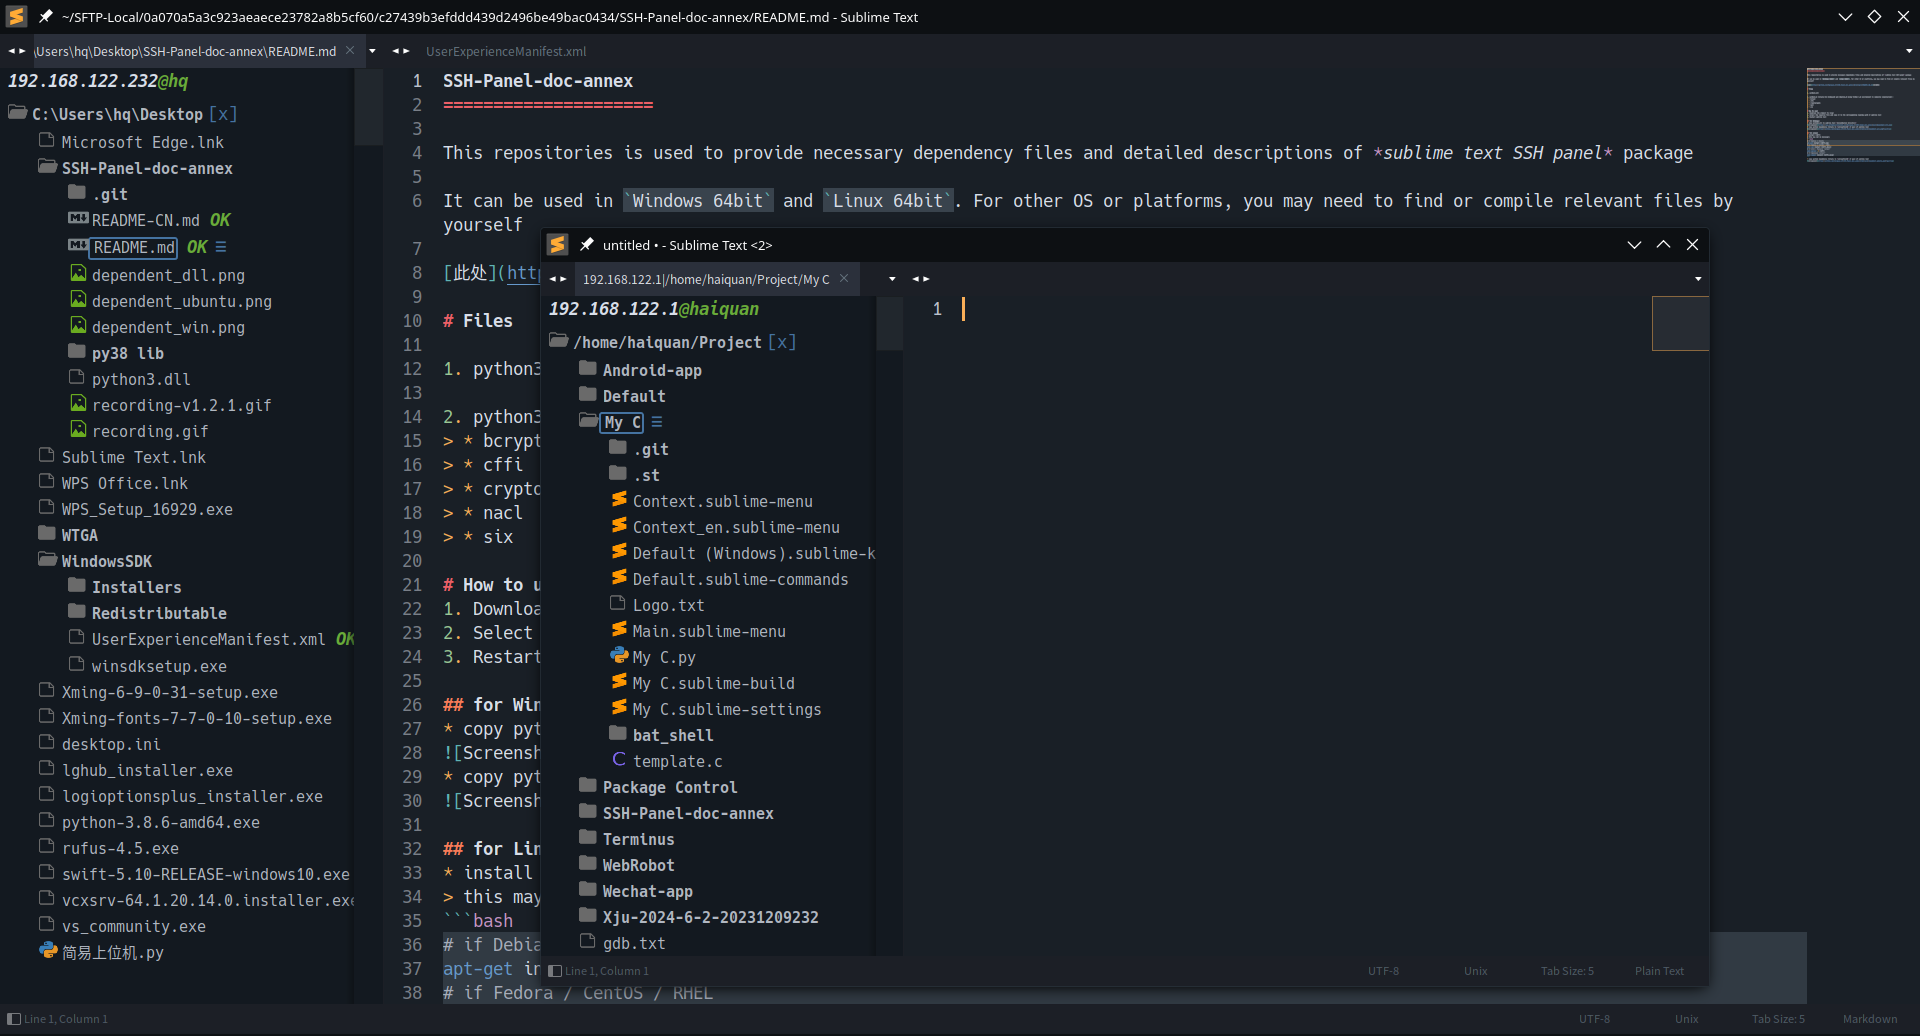 ~/SFTP-Local/0a070a5a3c923aeaece23782a8b5cf60/c27439b3efddd439d2496be49bac0434/SSH-Panel-doc-annex/README.md - Sublime Text
\Users\hq\Desktop\SSH-Panel-doc-annex\README.md
UserExperienceManifest.xml
192.168.122.232@hq
C:\Users\hq\Desktop [x]
Microsoft Edge.lnk
SSH-Panel-doc-annex
.git
README-CN.md OK
README.md OK ☰
dependent_dll.png
dependent_ubuntu.png
dependent_win.png
py38 lib
python3.dll
recording-v1.2.1.gif
recording.gif
Sublime Text.lnk
WPS Office.lnk
WPS_Setup_16929.exe
WTGA
WindowsSDK
Installers
Redistributable
UserExperienceManifest.xml OK
winsdksetup.exe
Xming-6-9-0-31-setup.exe
Xming-fonts-7-7-0-10-setup.exe
desktop.ini
lghub_installer.exe
logioptionsplus_installer.exe
python-3.8.6-amd64.exe
rufus-4.5.exe
swift-5.10-RELEASE-windows10.exe
vcxsrv-64.1.20.14.0.installer.exe
vs_community.exe
简易上位机.py
1 SSH-Panel-doc-annex
2 =====================
3
4 This repositories is used to provide necessary dependency files and detailed descriptions of *sublime text SSH panel* package
5
6 It can be used in `Windows 64bit` and `Linux 64bit`. For other OS or platforms, you may need to find or compile relevant files by
yourself
7
8 [此处](http
9
10 # Files
11
12 1. python3
13
14 2. python3
15 > * bcrypt
16 > * cffi
17 > * crypto
18 > * nacl
19 > * six
20
21 # How to u
22 1. Downloa
23 2. Select
24 3. Restart
25
26 ## for Win
27 * copy pyt
28 ![Screensh
29 * copy pyt
30 ![Screensh
31
32 ## for Lin
33 * install
34 > this may
35 ```bash
36 # if Debia
37 apt-get in
38 # if Fedora / CentOS / RHEL
untitled • - Sublime Text <2>
192.168.122.1|/home/haiquan/Project/My C
192.168.122.1@haiquan
/home/haiquan/Project [x]
Android-app
Default
My C ☰
.git
.st
Context.sublime-menu
Context_en.sublime-menu
Default (Windows).sublime-k
Default.sublime-commands
Logo.txt
Main.sublime-menu
My C.py
My C.sublime-build
My C.sublime-settings
bat_shell
template.c
Package Control
SSH-Panel-doc-annex
Terminus
WebRobot
Wechat-app
Xju-2024-6-2-20231209232
gdb.txt
1
Line 1, Column 1
UTF-8
Unix
Tab Size: 5
Plain Text
Line 1, Column 1
UTF-8
Unix
Tab Size: 5
Markdown